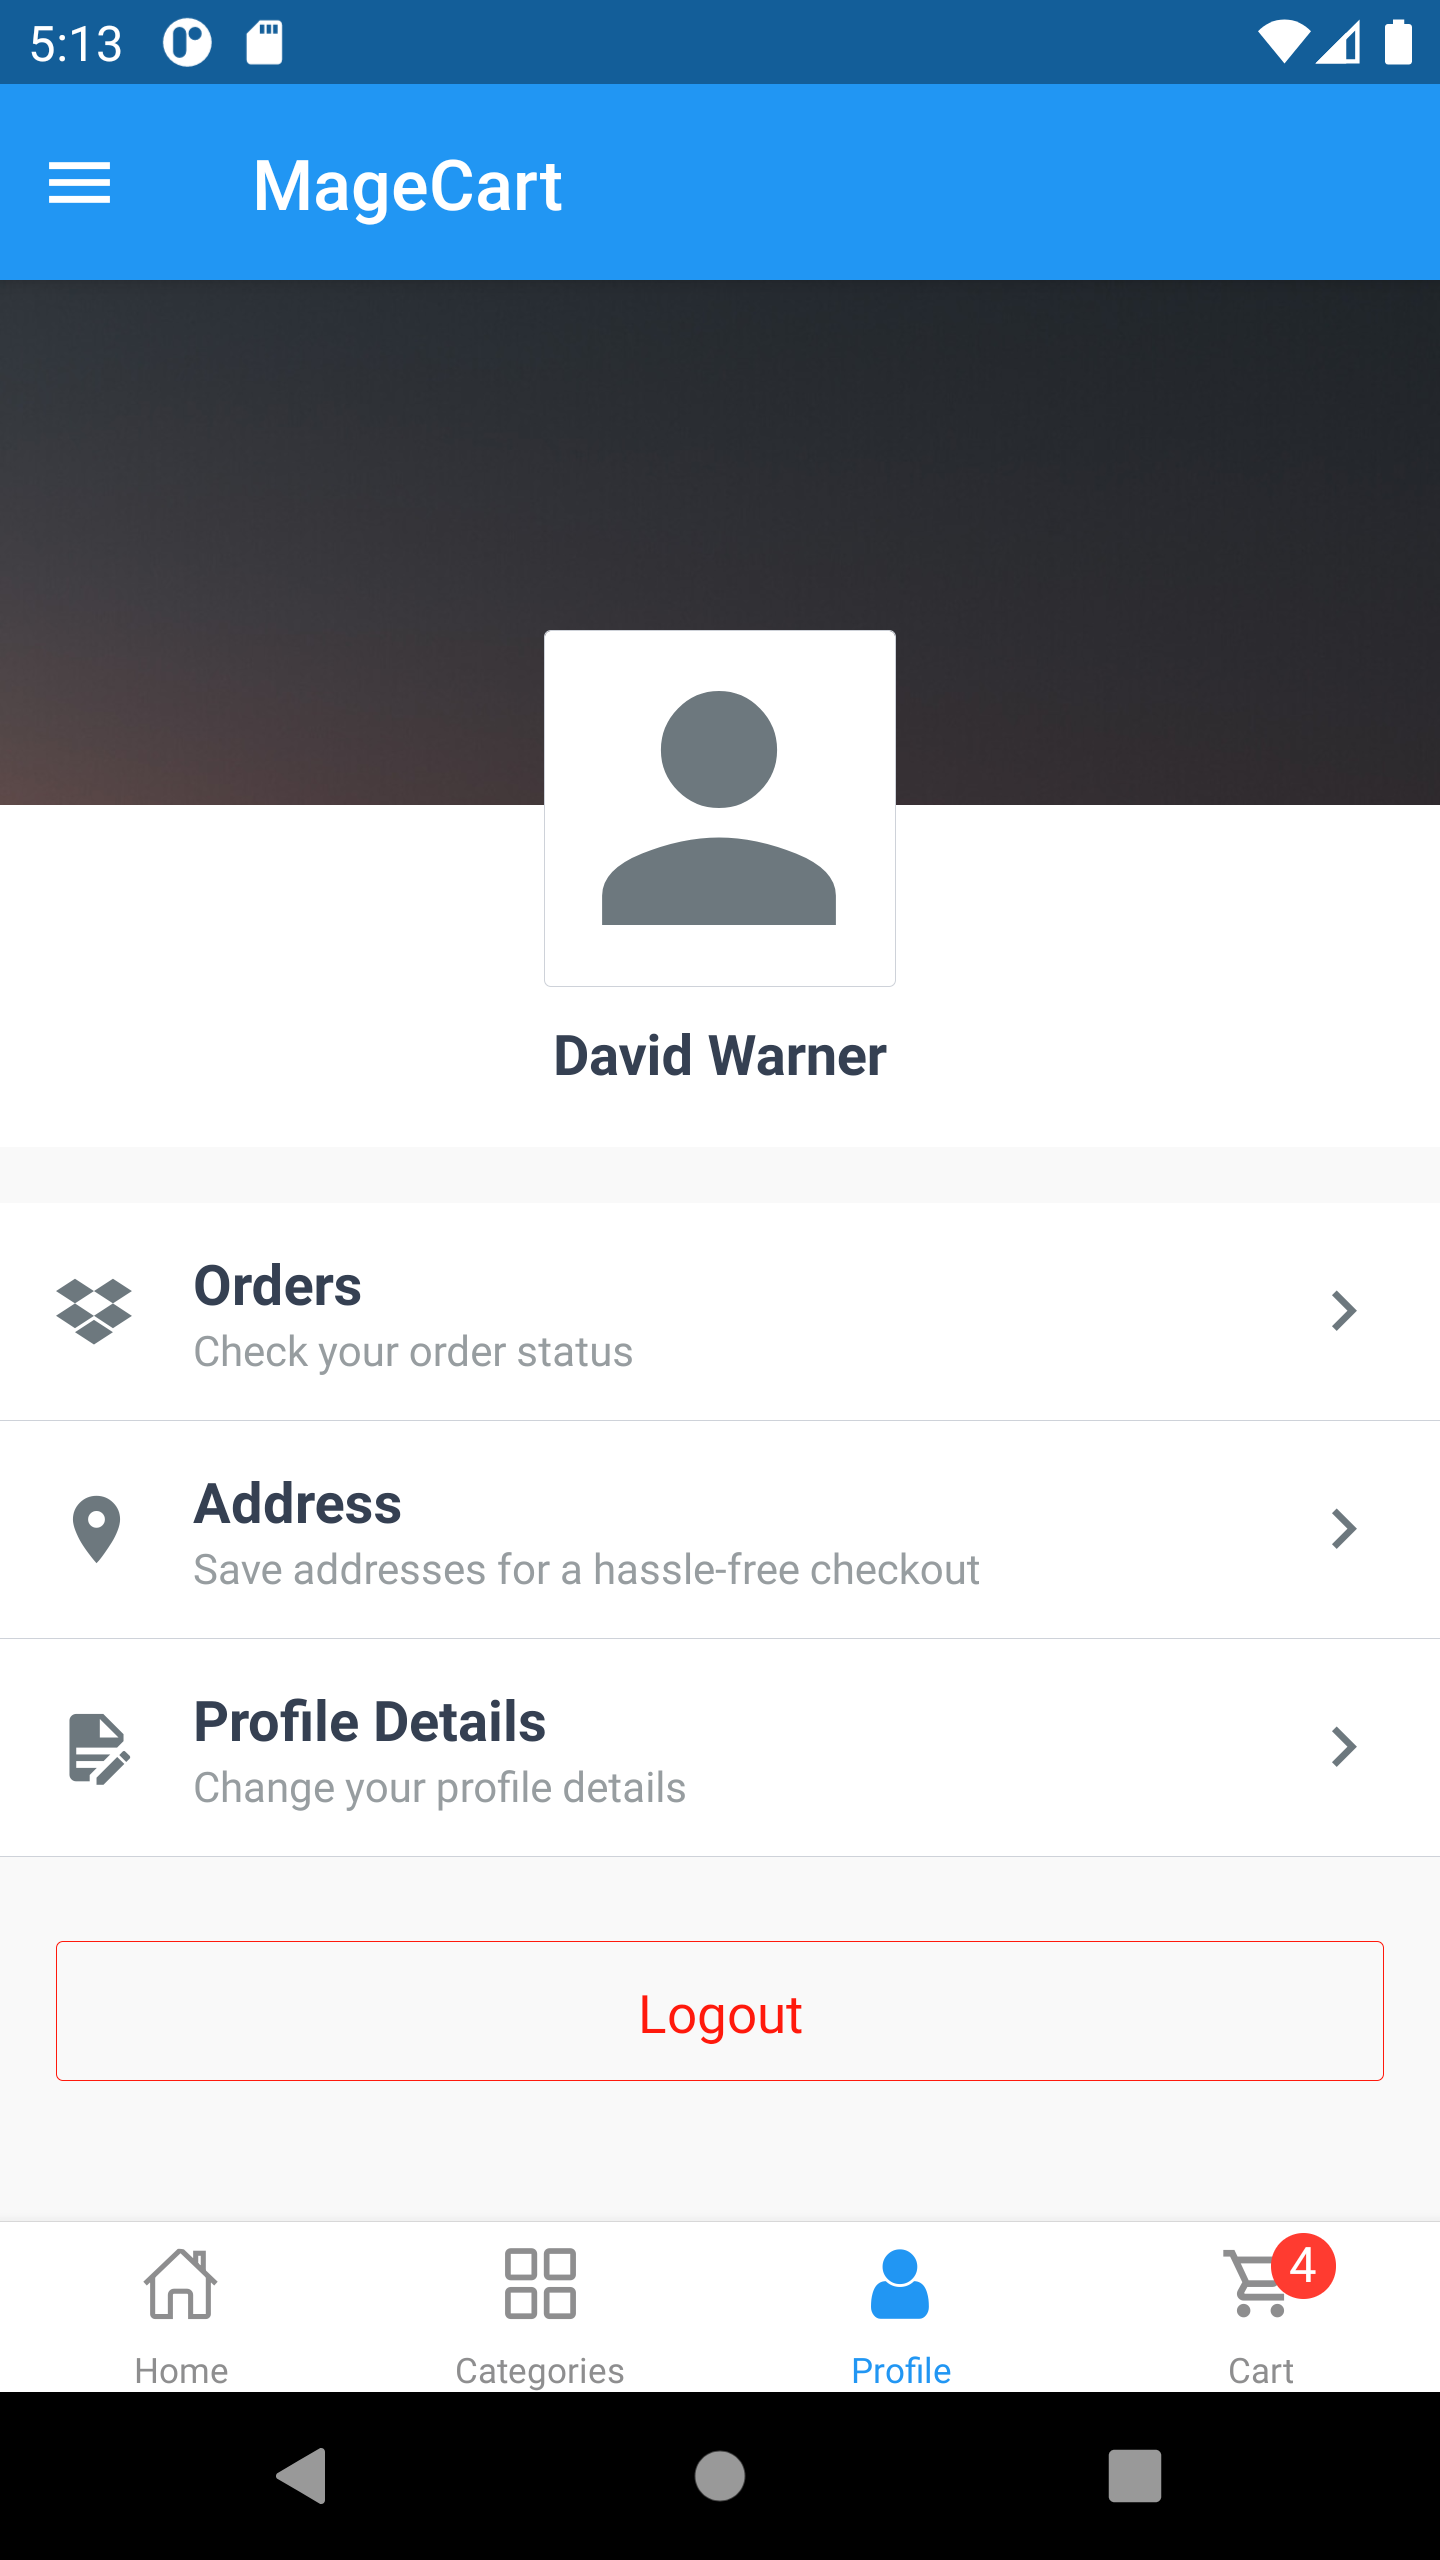 5:13
MageCart
David Warner
Orders
Check your order status
Address
Save addresses for a hassle-free checkout
Profile Details
Change your profile details
Logout
4
Home Categories Profile Cart